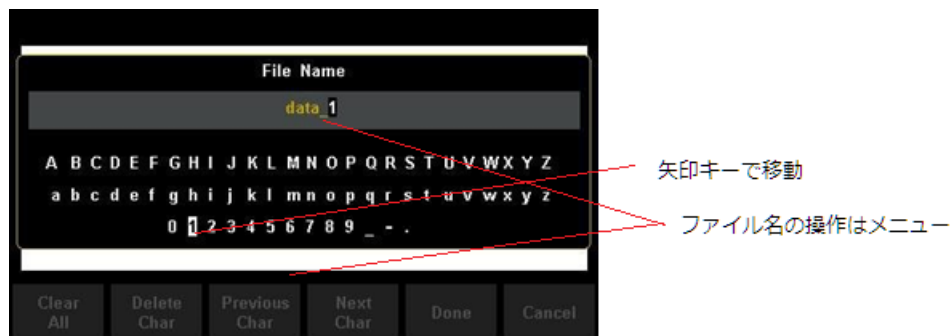 File Name
data_1
A B C D E F G H I J K L M N O P Q R S T U V W X Y Z
a b c d e f g h i j k l m n o p q r s t u v w x y z
0 1 2 3 4 5 6 7 8 9 _ - .
矢印キーで移動
ファイル名の操作はメニュー
Clear All
Delete Char
Previous Char
Next Char
Done
Cancel